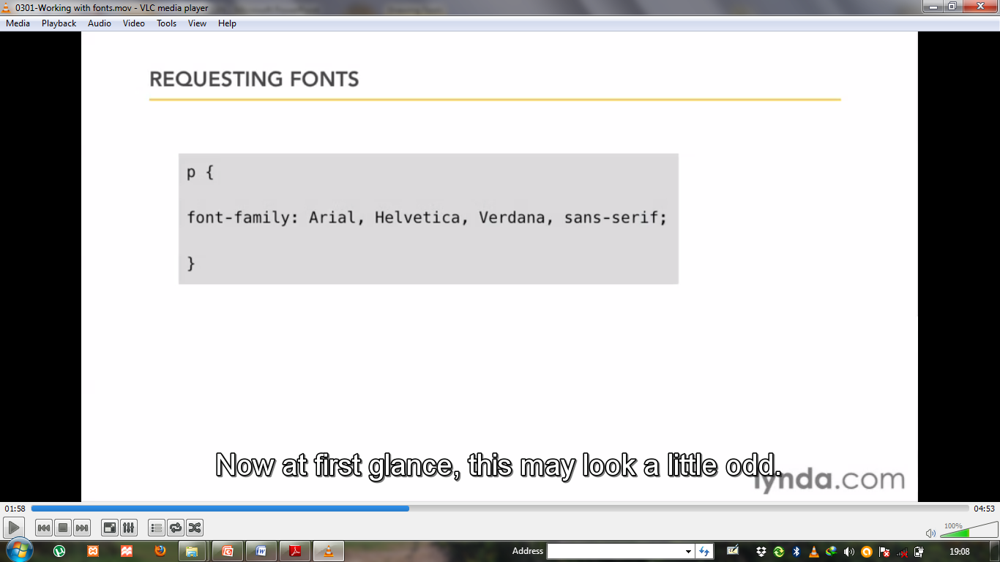 0301-Working with fonts.mov - VLC media player
Media Playback Audio Video Tools View Help
REQUESTING FONTS
p {
font-family: Arial, Helvetica, Verdana, sans-serif;
}
Now at first glance, this may look a little odd.
lynda.com
01:58
04:53
100%
Address
19:08